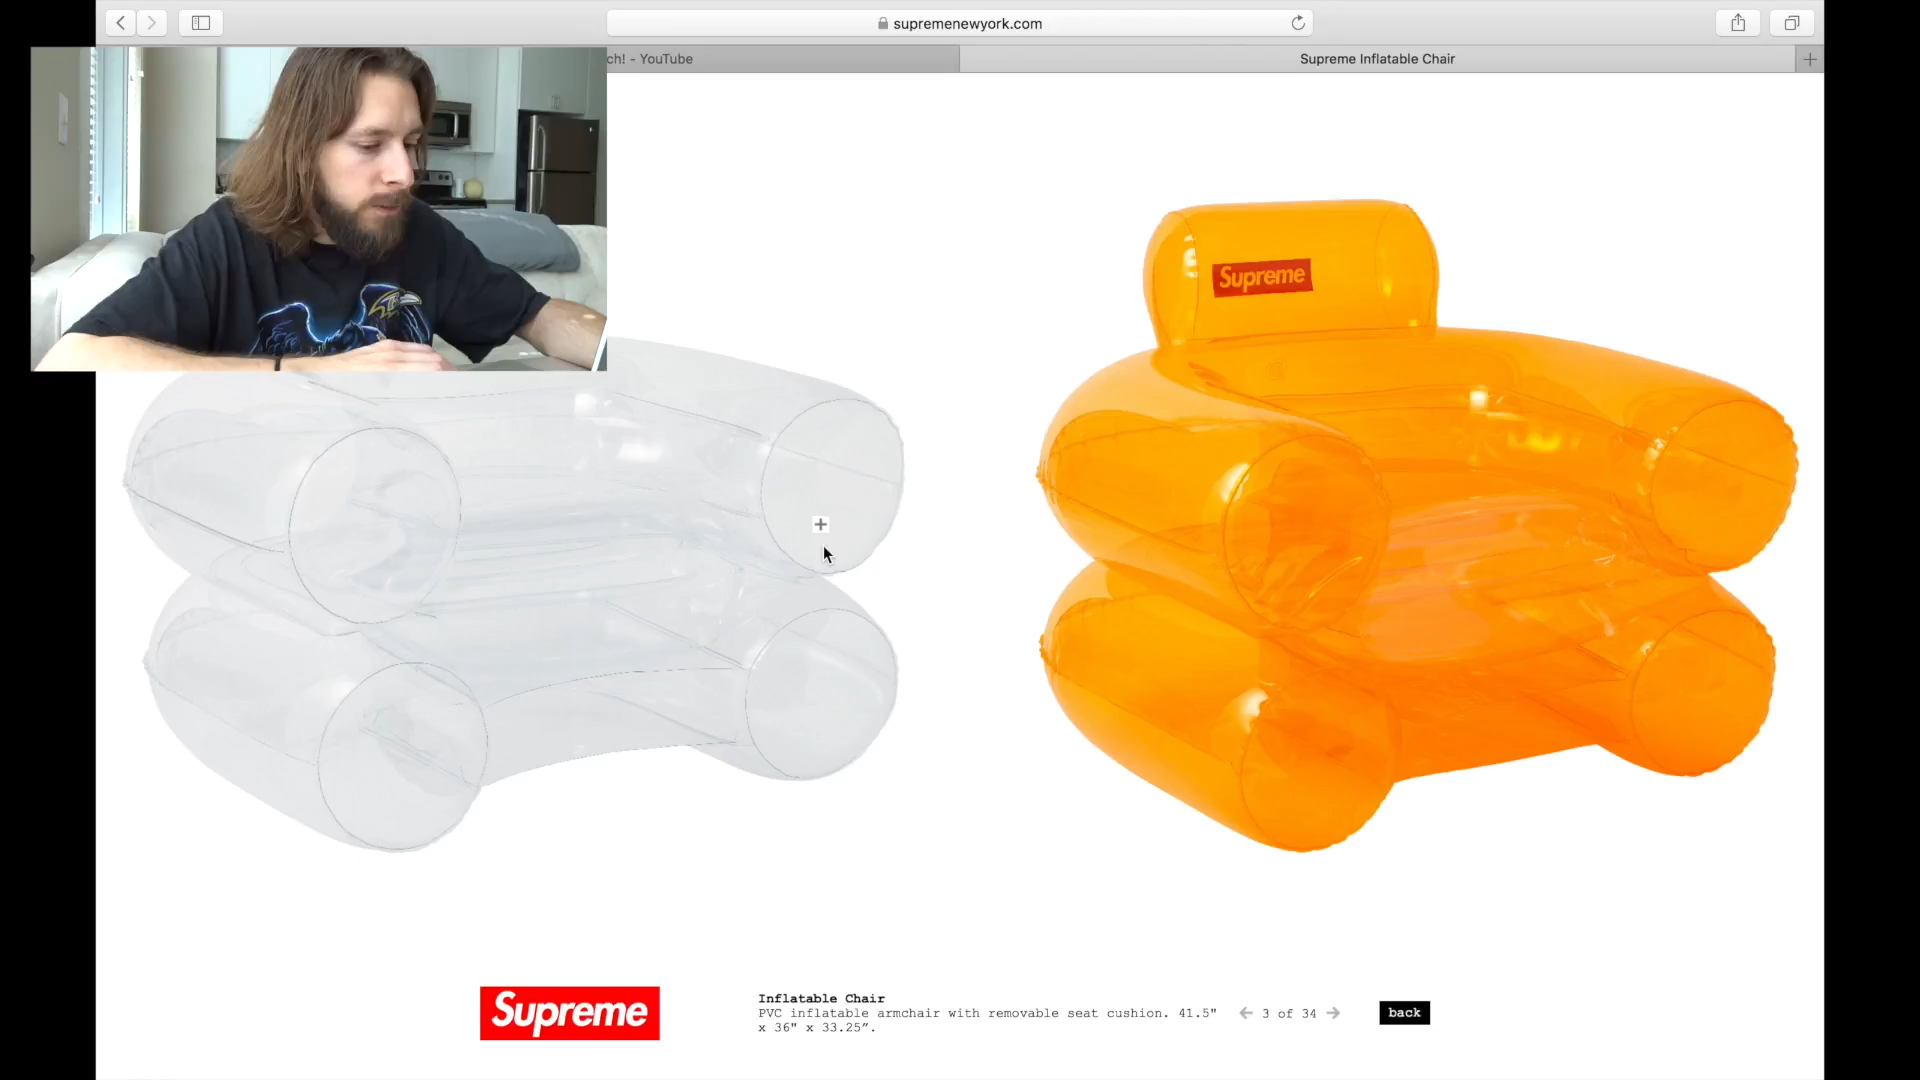 supremenewyork.com
ch! - YouTube
Supreme Inflatable Chair
Supreme
Supreme
Inflatable Chair
PVC inflatable armchair with removable seat cushion. 41.5"
x 36" x 33.25”.
3 of 34
back